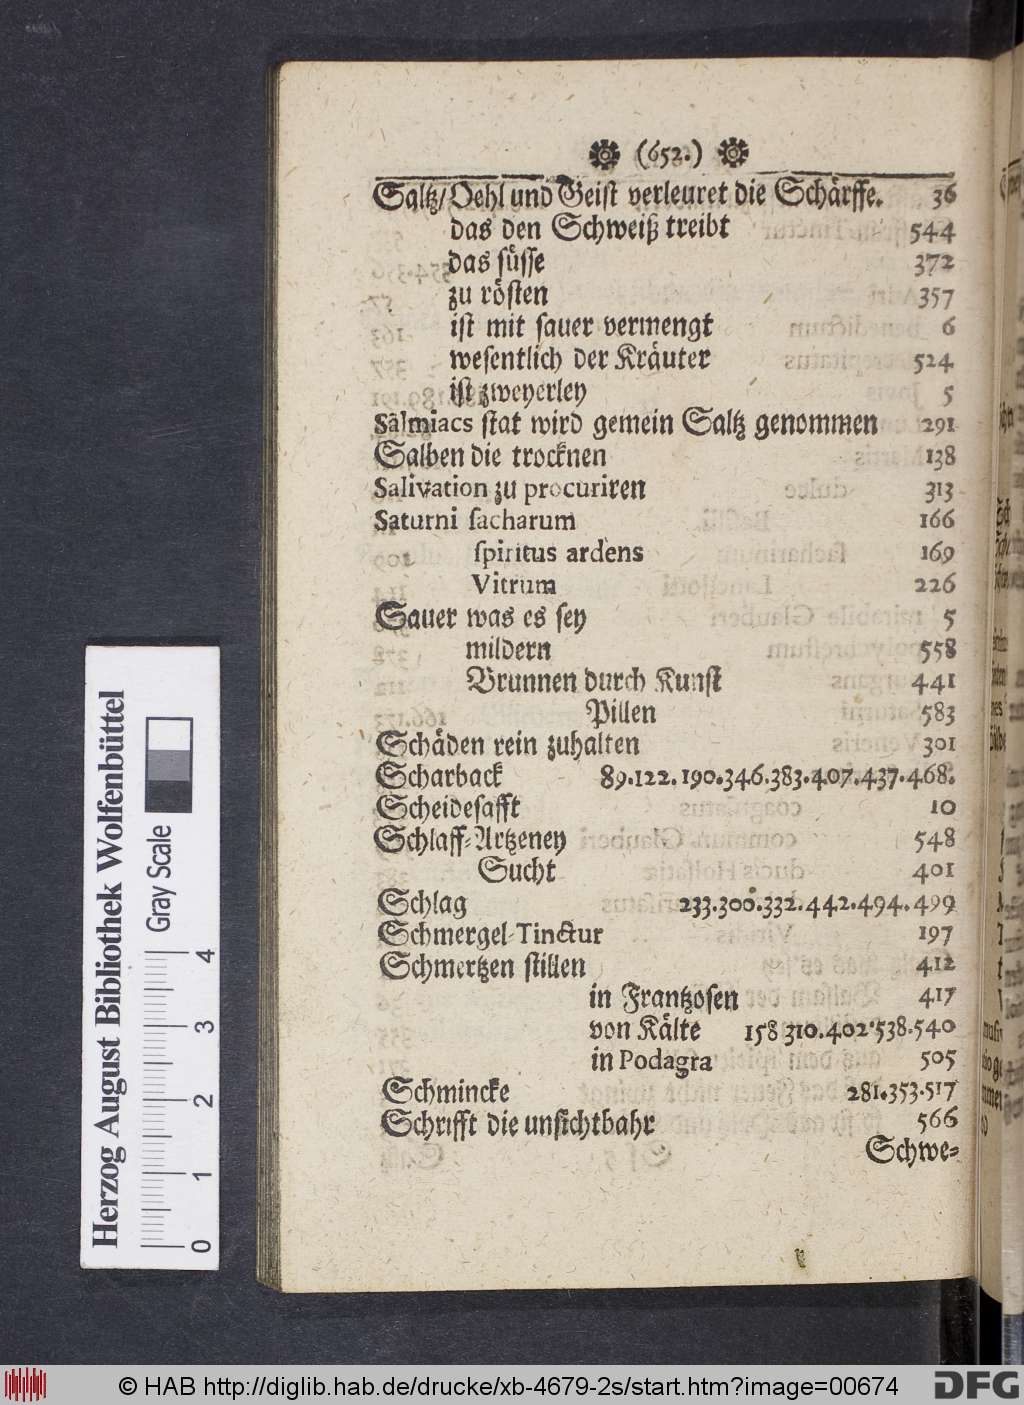 (652.)
Saltz/Oehl und Geist verleuret die Schärffe. 36
das den Schweiß treibt 544
das süsse 372
zu rösten 357
ist mit sauer vermengt 6
wesentlich der Kräuter 524
ist zweyerley 5
Salmiacs stat wird gemein Saltz genommen 291
Salben die trocknen 138
Salivation zu procuriren 313
Saturni sacharum 166
spiritus ardens 169
Vitrum 226
Sauer was es sey 5
mildern 558
Brunnen durch Kunst 441
Pillen 583
Schäden rein zuhalten 301
Scharback 89.122.190.346.383.407.437.468.
Scheidesafft 10
Schlaff-Artzeney 548
Sucht 401
Schlag 233.300.332.442.494.499
Schmergel-Tinctur 197
Schmertzen stillen 412
in Frantzosen 417
von Kälte 158 310.402.538.540
in Podagra 505
Schmincke 281.353.517
Schrifft die unsichtbahr 566
Schwe-
Herzog August Bibliothek Wolfenbüttel
Gray Scale
0 1 2 3 4
© HAB http://diglib.hab.de/drucke/xb-4679-2s/start.htm?image=00674
DFG